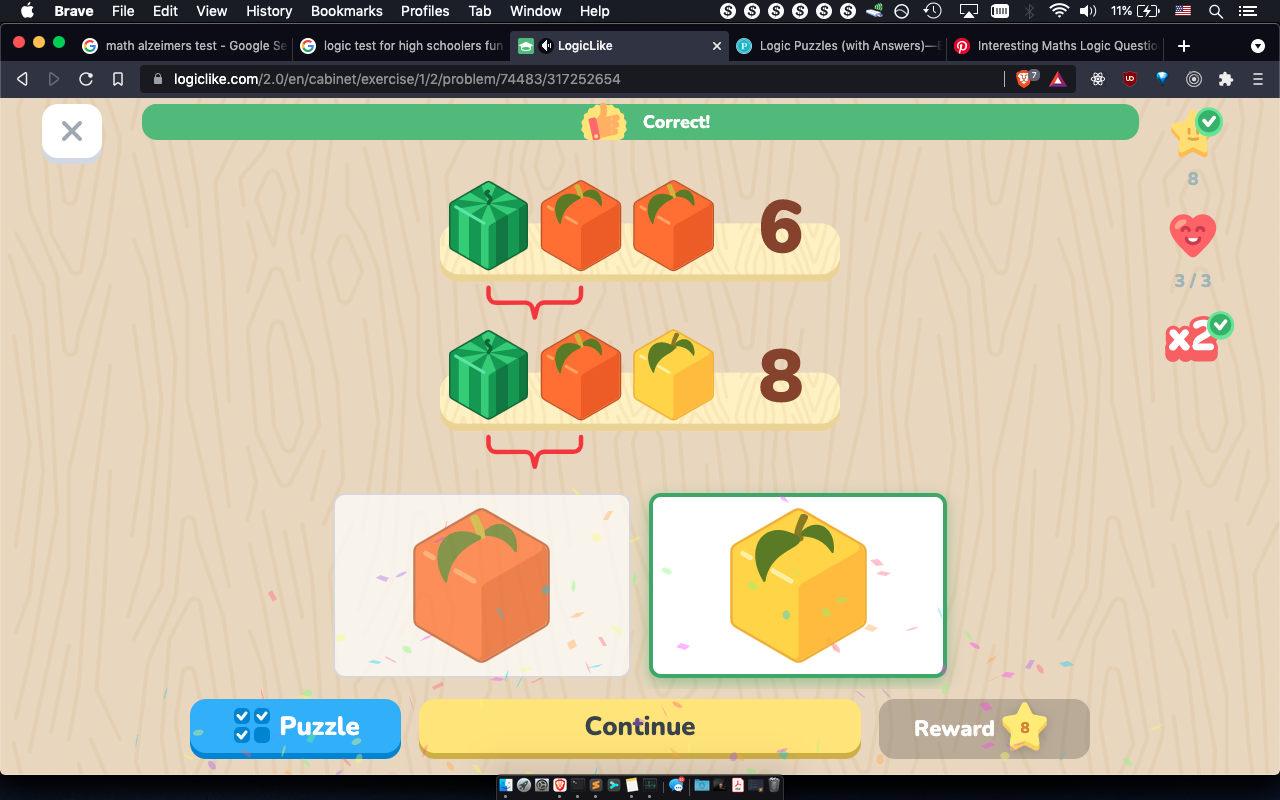 Brave File Edit View History Bookmarks Profiles Tab Window Help 11%
math alzeimers test - Google Se logic test for high schoolers fun LogicLike Logic Puzzles (with Answers)— Interesting Maths Logic Questio
logiclike.com/2.0/en/cabinet/exercise/1/2/problem/74483/317252654 7
Correct!
8
6
3 / 3
x2
8
Puzzle Continue Reward 8